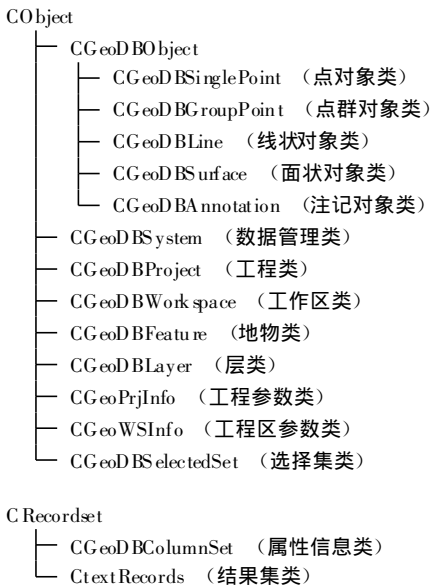 CObject
CGeoDBObject
CGeoDBSinglePoint （点对象类）
CGeoDBGroupPoint （点群对象类）
CGeoDBLine （线状对象类）
CGeoDBSurface （面状对象类）
CGeoDBAnnotation （注记对象类）
CGeoDBSystem （数据管理类）
CGeoDBProject （工程类）
CGeoDBWorkspace （工作区类）
CGeoDBFeature （地物类）
CGeoDBLayer （层类）
CGeoPrjInfo （工程参数类）
CGeoWSInfo （工程区参数类）
CGeoDBSelectedSet （选择集类）
CRecordset
CGeoDBColumnSet （属性信息类）
CtextRecords （结果集类）